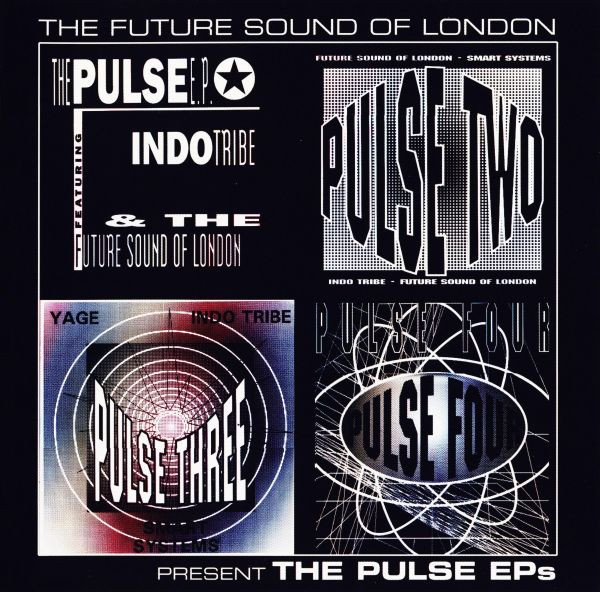 THE FUTURE SOUND OF LONDON
THE PULSE E.P.
FEATURING
INDO TRIBE
& THE
FUTURE SOUND OF LONDON
FUTURE SOUND OF LONDON - SMART SYSTEMS
PULSE TWO
INDO TRIBE - FUTURE SOUND OF LONDON
YAGE INDO TRIBE
PULSE THREE
SMART
SYSTEMS
PULSE FOUR
PULSE FOUR
PRESENT THE PULSE EPs